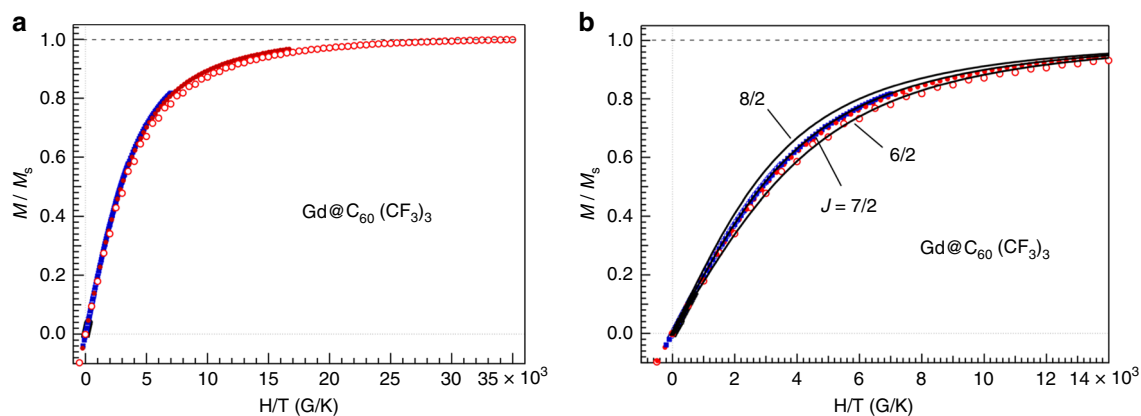 a
1.0
0.8
0.6
0.4
0.2
0.0
M / Ms
Gd@C60 (CF3)3
0 5 10 15 20 25 30 35 × 10³
H/T (G/K)
b
1.0
0.8
0.6
0.4
0.2
0.0
M / Ms
8/2
6/2
J = 7/2
Gd@C60 (CF3)3
0 2 4 6 8 10 12 14 × 10³
H/T (G/K)